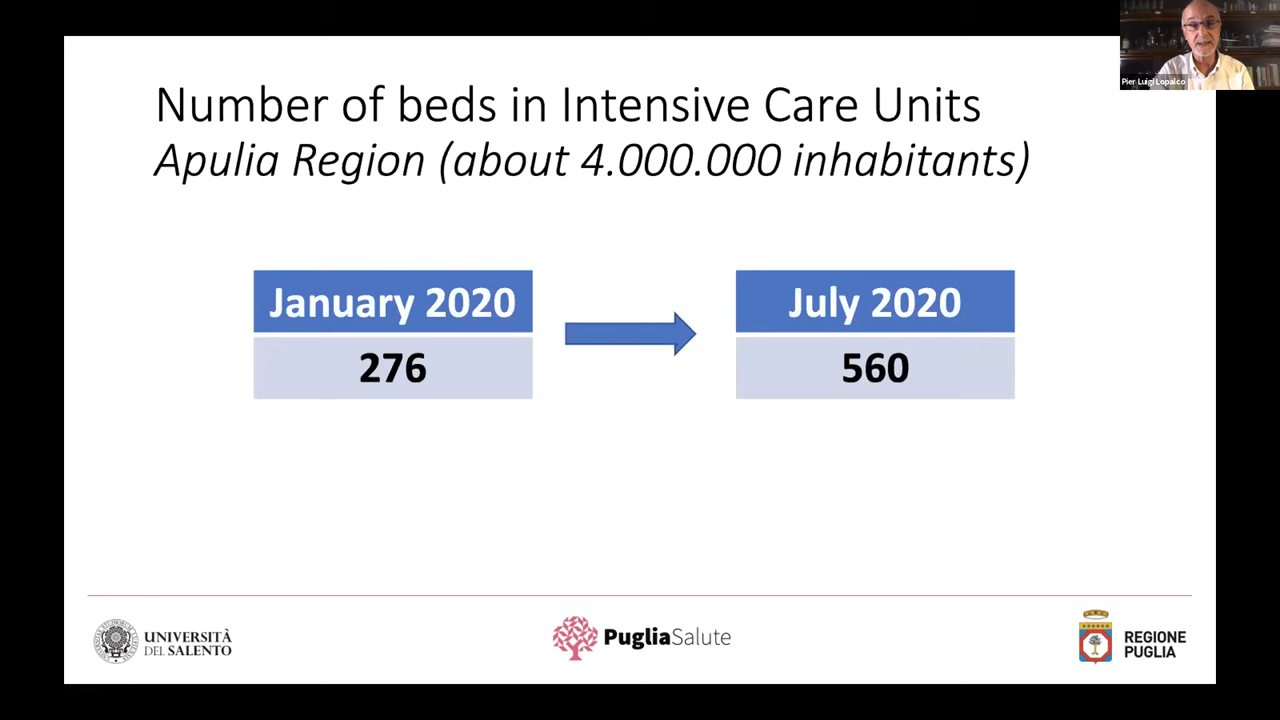 Pier Luigi Lopalco
Number of beds in Intensive Care Units
Apulia Region (about 4.000.000 inhabitants)
January 2020
276
July 2020
560
UNIVERSITÀ
DEL SALENTO
PugliaSalute
REGIONE
PUGLIA